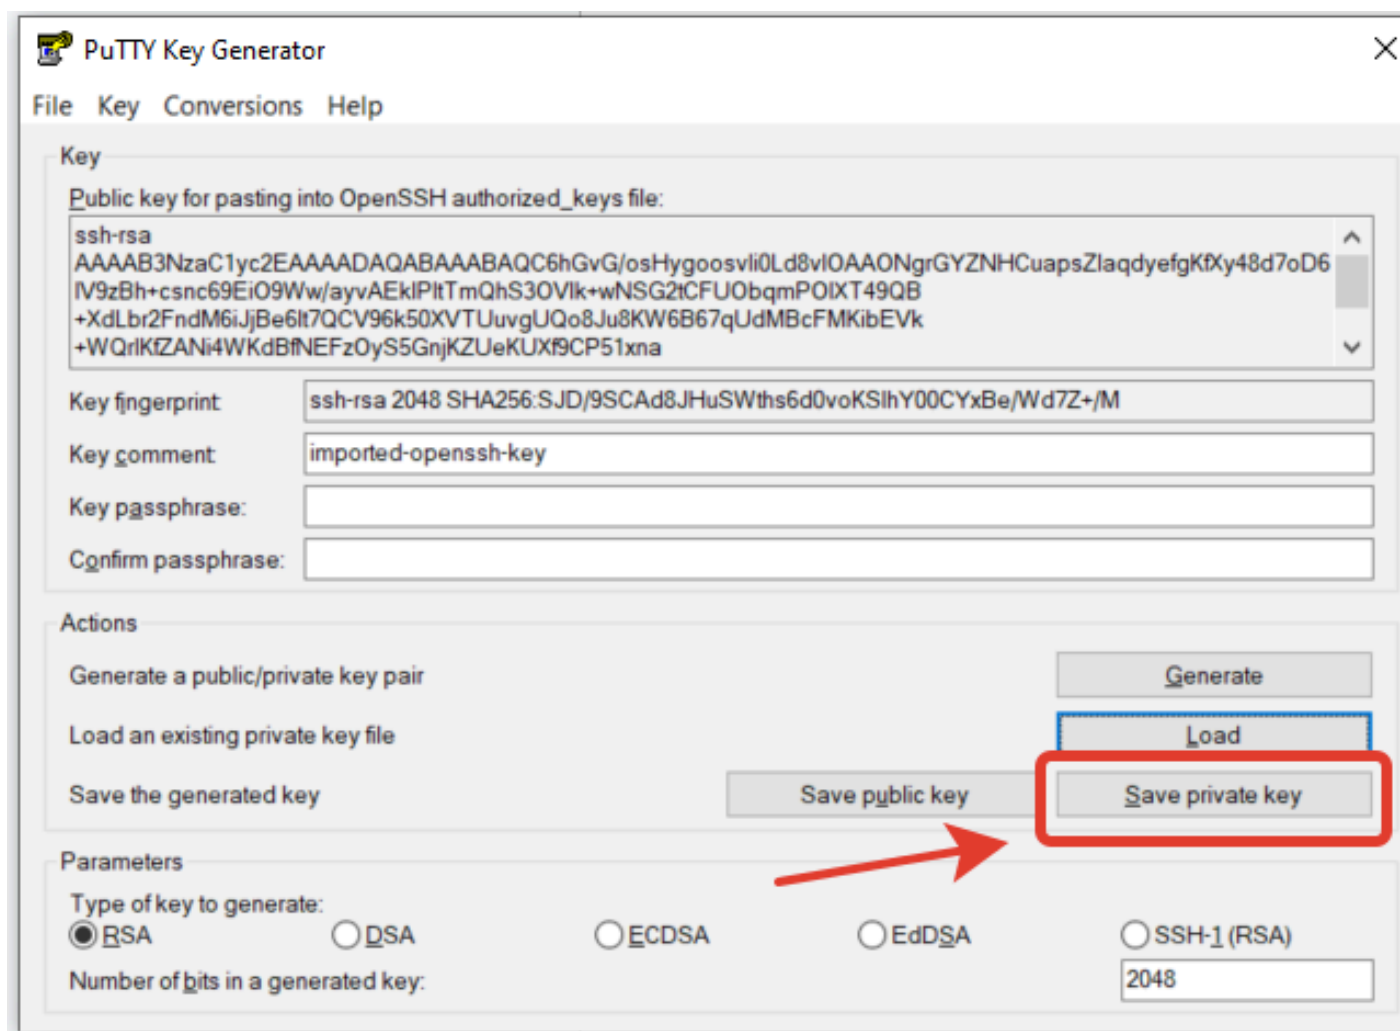 PuTTY Key Generator
File Key Conversions Help
Key
Public key for pasting into OpenSSH authorized_keys file:
ssh-rsa
AAAAB3NzaC1yc2EAAAADAQABAAABAQC6hGvG/osHygoosvli0Ld8vlOAAONgrGYZNHCuapsZlaqdyefgKfXy48d7oD6
lV9zBh+csnc69EiO9Ww/ayvAEklPltTmQhS3OVlk+wNSG2tCFUObqmPOlXT49QB
+XdLbr2FndM6iJjBe6lt7QCV96k50XVTUuvgUQo8Ju8KW6B67qUdMBcFMKibEVk
+WQrlKfZANi4WKdBfNEFzOyS5GnjKZUeKUXf9CP51xna
Key fingerprint: ssh-rsa 2048 SHA256:SJD/9SCAd8JHuSWths6d0voKSlhY00CYxBe/Wd7Z+/M
Key comment: imported-openssh-key
Key passphrase:
Confirm passphrase:
Actions
Generate a public/private key pair Generate
Load an existing private key file Load
Save the generated key Save public key Save private key
Parameters
Type of key to generate:
RSA DSA ECDSA EdDSA SSH-1 (RSA)
Number of bits in a generated key: 2048